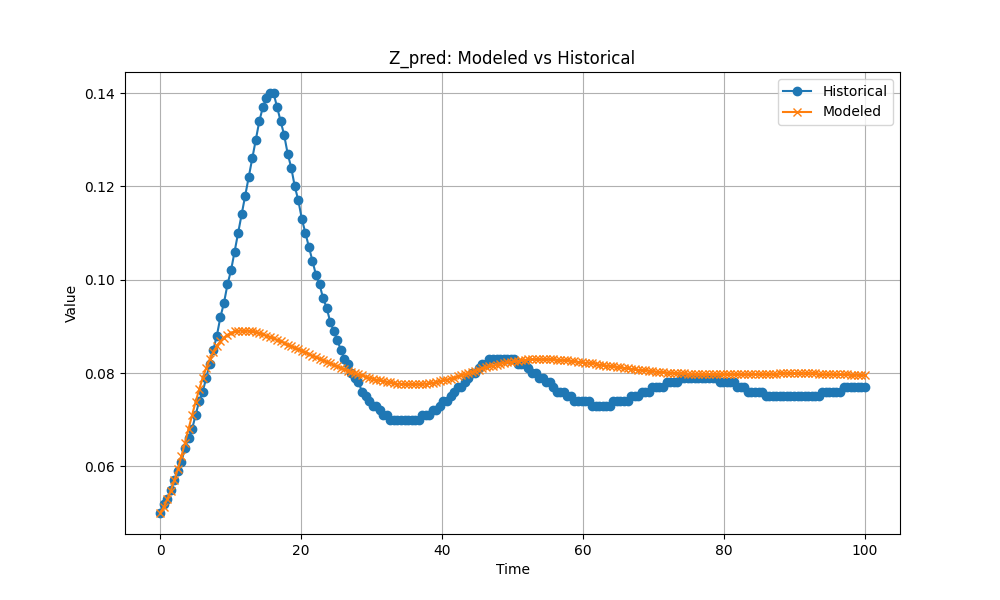 Z_pred: Modeled vs Historical
Historical
Modeled
Value
0.14
0.12
0.10
0.08
0.06
0
20
40
60
80
100
Time